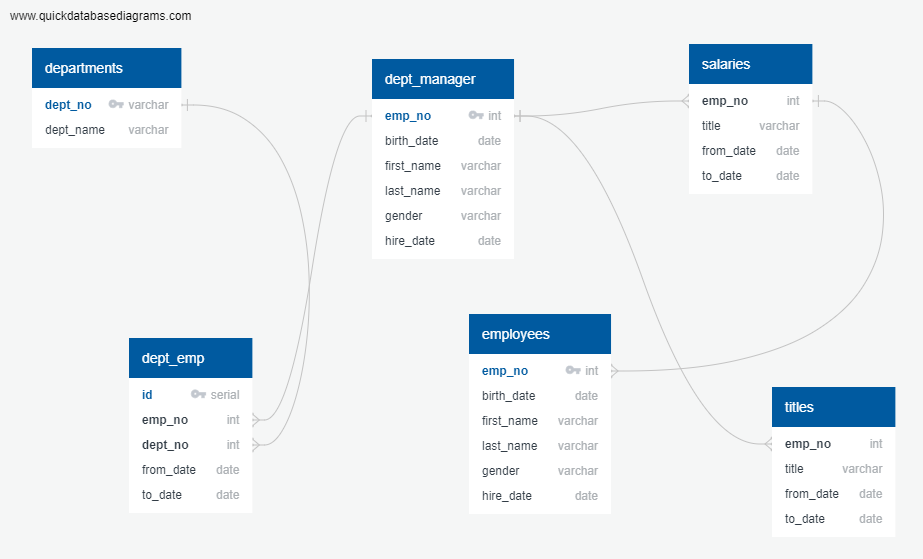 www.quickdatabasediagrams.com
departments
dept_no varchar
dept_name varchar
dept_manager
emp_no int
birth_date date
first_name varchar
last_name varchar
gender varchar
hire_date date
salaries
emp_no int
title varchar
from_date date
to_date date
dept_emp
id serial
emp_no int
dept_no int
from_date date
to_date date
employees
emp_no int
birth_date date
first_name varchar
last_name varchar
gender varchar
hire_date date
titles
emp_no int
title varchar
from_date date
to_date date